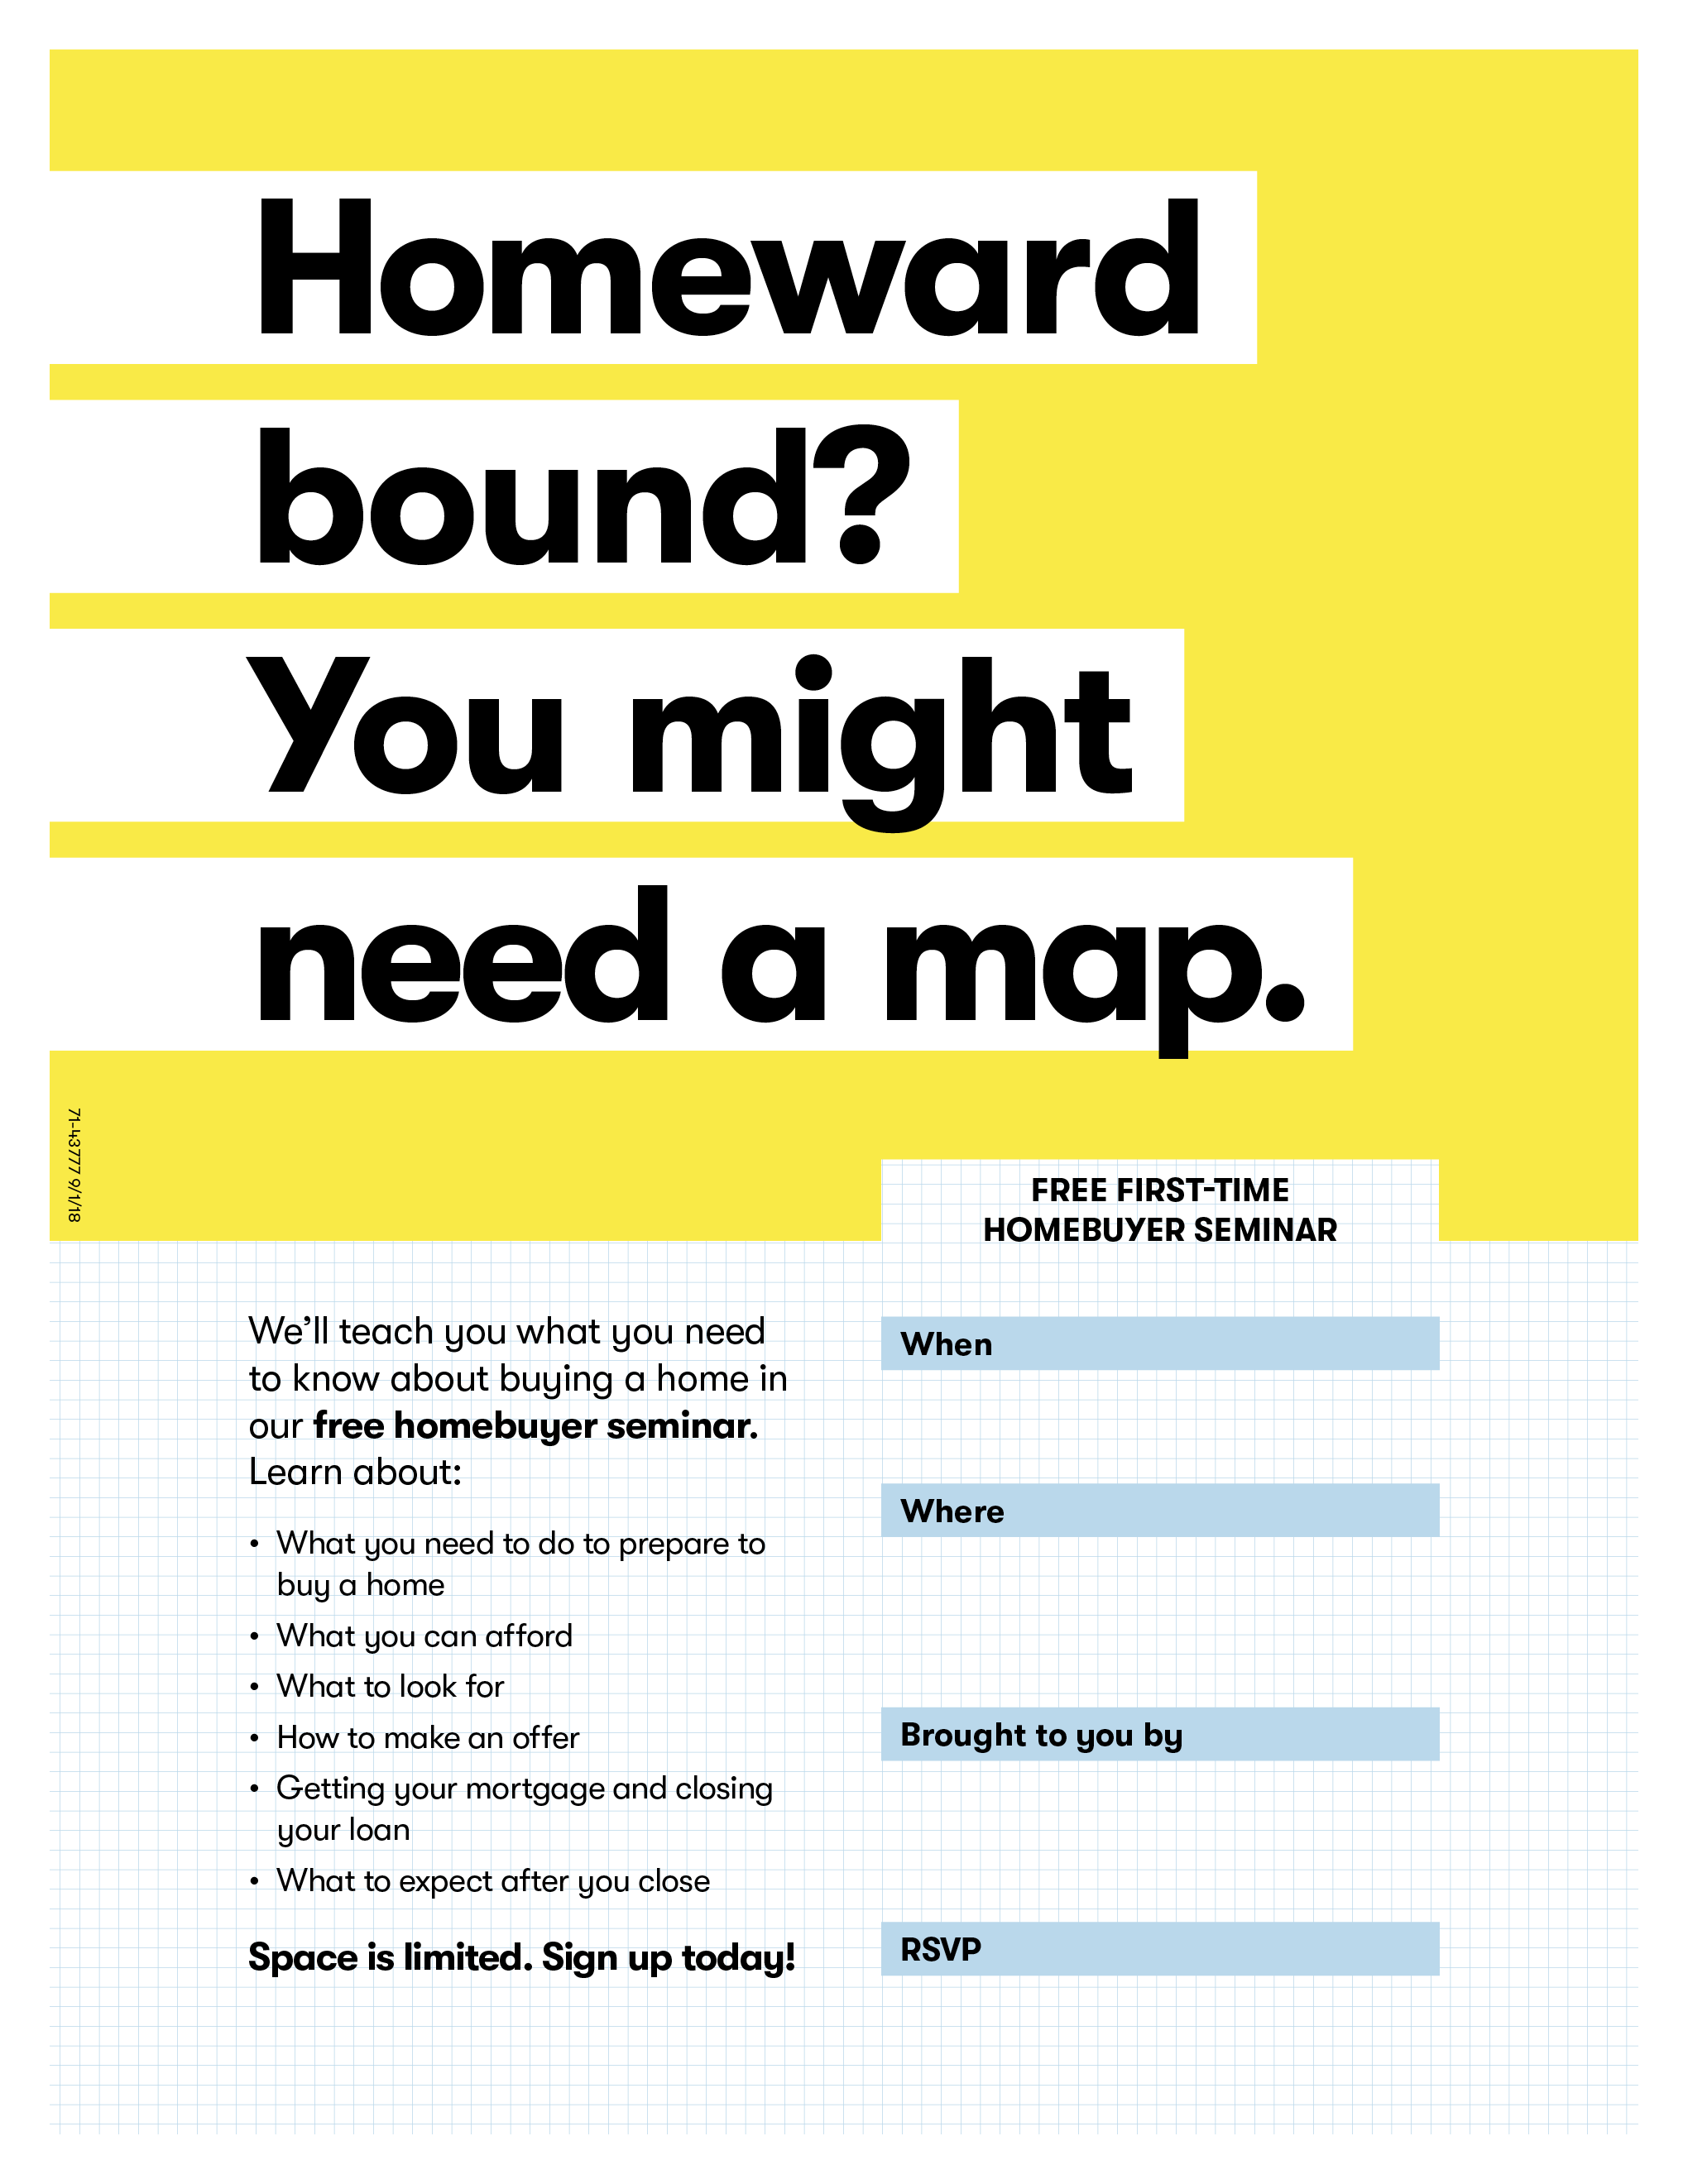 Homeward
bound?
You might
need a map.
71-43777 9/1/18
FREE FIRST-TIME
HOMEBUYER SEMINAR
We’ll teach you what you need
to know about buying a home in
our free homebuyer seminar.
Learn about:
• What you need to do to prepare to
buy a home
• What you can afford
• What to look for
• How to make an offer
• Getting your mortgage and closing
your loan
• What to expect after you close
Space is limited. Sign up today!
When
Where
Brought to you by
RSVP